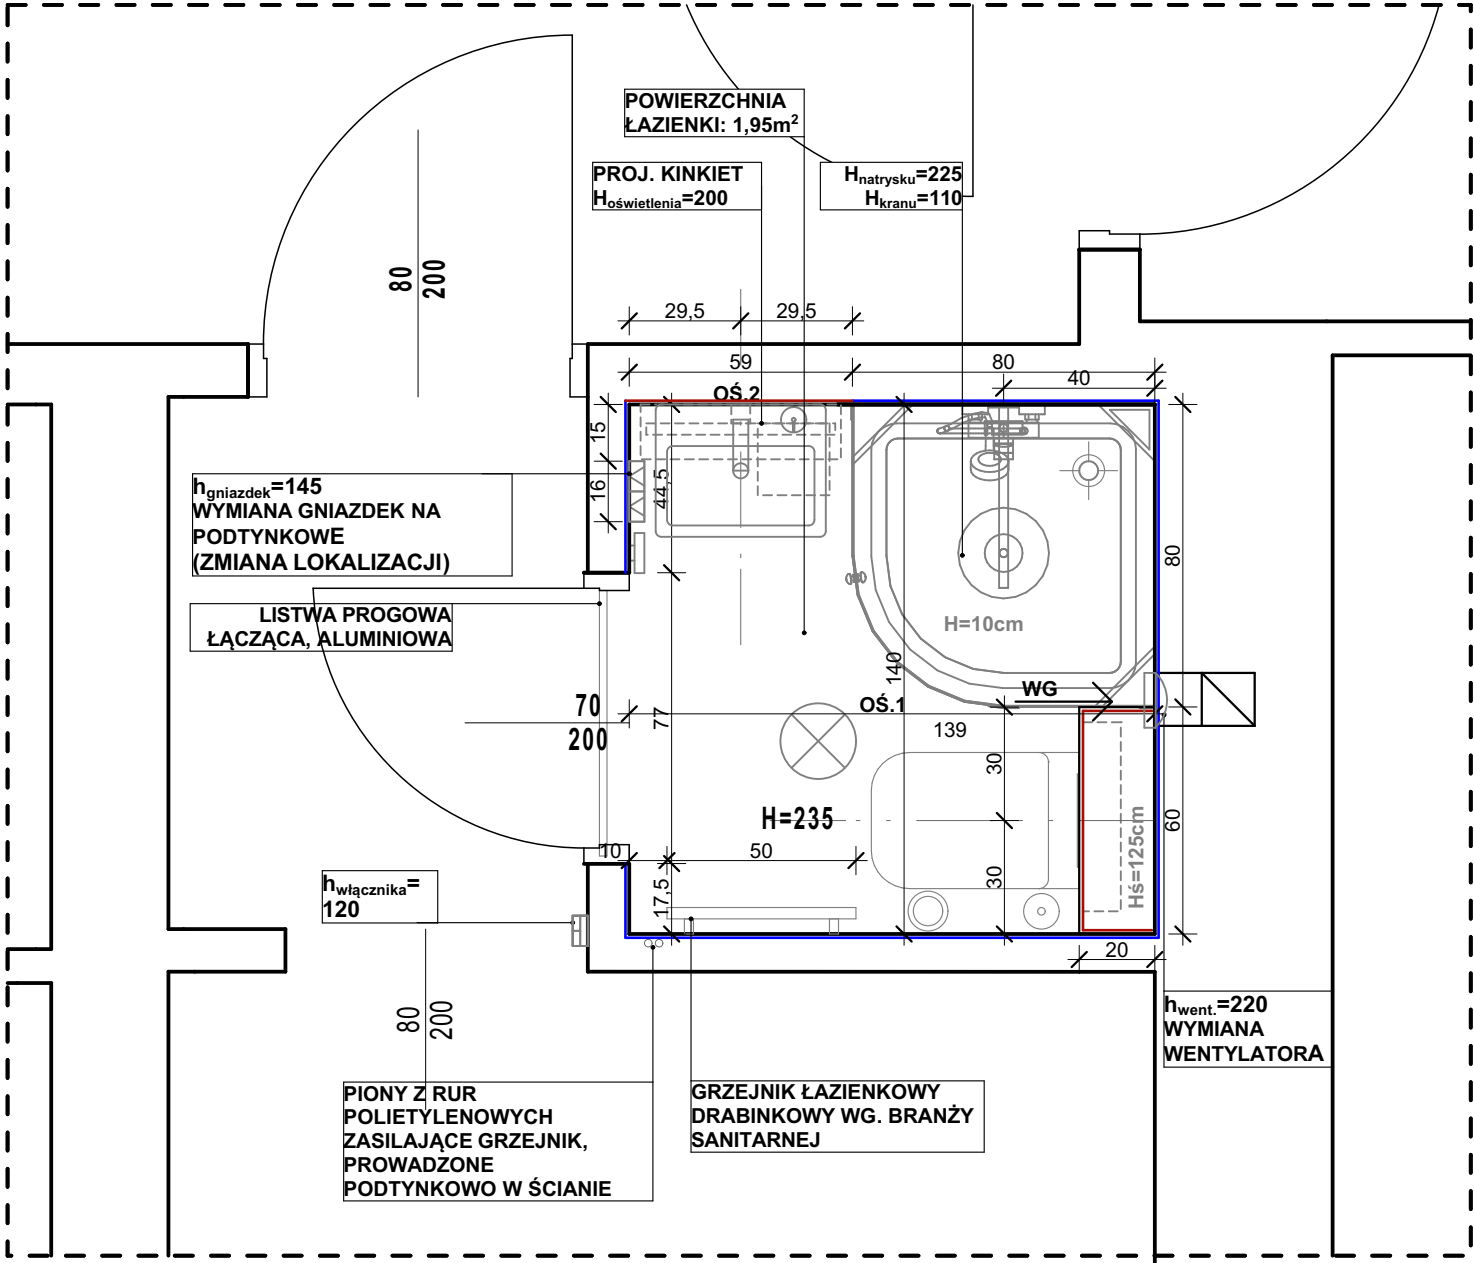 POWIERZCHNIA
ŁAZIENKI: 1,95m²
PROJ. KINKIET
Hoświetlenia=200
Hnatrysku=225
Hkranu=110
80
200
29,5
29,5
59
80
40
OŚ.2
15
16
44,5
hgniazdek=145
WYMIANA GNIAZDEK NA
PODTYNKOWE
(ZMIANA LOKALIZACJI)
80
LISTWA PROGOWA
ŁĄCZĄCA, ALUMINIOWA
H=10cm
140
WG
OŚ.1
70
200
77
139
30
H=235
60
10
50
30
17,5
Hś=125cm
hwłącznika=
120
20
80
200
hwent.=220
WYMIANA
WENTYLATORA
PIONY Z RUR
POLIETYLENOWYCH
ZASILAJĄCE GRZEJNIK,
PROWADZONE
PODTYNKOWO W ŚCIANIE
GRZEJNIK ŁAZIENKOWY
DRABINKOWY WG. BRANŻY
SANITARNEJ